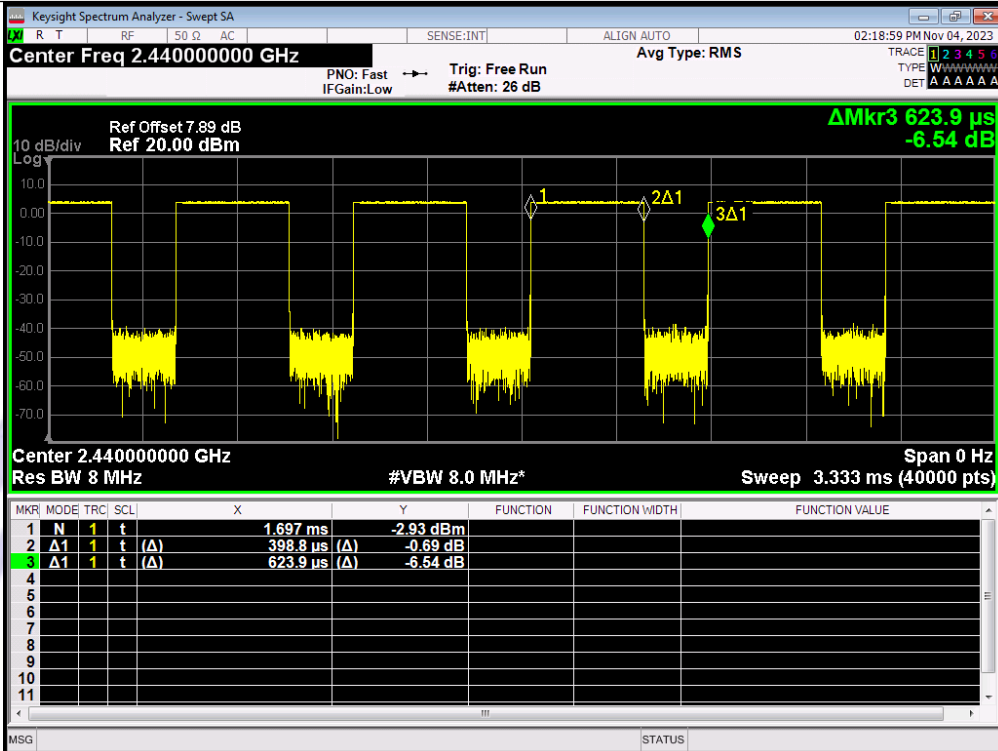 Keysight Spectrum Analyzer - Swept SA
LXI R T RF 50 Ω AC SENSE:INT ALIGN AUTO 02:18:59 PM Nov 04, 2023
Center Freq 2.440000000 GHz Avg Type: RMS TRACE 1 2 3 4 5 6
PNO: Fast Trig: Free Run TYPE WWWWWW
IFGain:Low #Atten: 26 dB DET A A A A A A
ΔMkr3 623.9 µs
-6.54 dB
Ref Offset 7.89 dB
10 dB/div Ref 20.00 dBm
Log
10.0
0.00
-10.0
-20.0
-30.0
-40.0
-50.0
-60.0
-70.0
1 2Δ1
3Δ1
Center 2.440000000 GHz Span 0 Hz
Res BW 8 MHz #VBW 8.0 MHz* Sweep 3.333 ms (40000 pts)
MKR MODE TRC SCL X Y FUNCTION FUNCTION WIDTH FUNCTION VALUE
1 N 1 t 1.697 ms -2.93 dBm
2 Δ1 1 t (Δ) 398.8 µs (Δ) -0.69 dB
3 Δ1 1 t (Δ) 623.9 µs (Δ) -6.54 dB
4
5
6
7
8
9
10
11
MSG STATUS